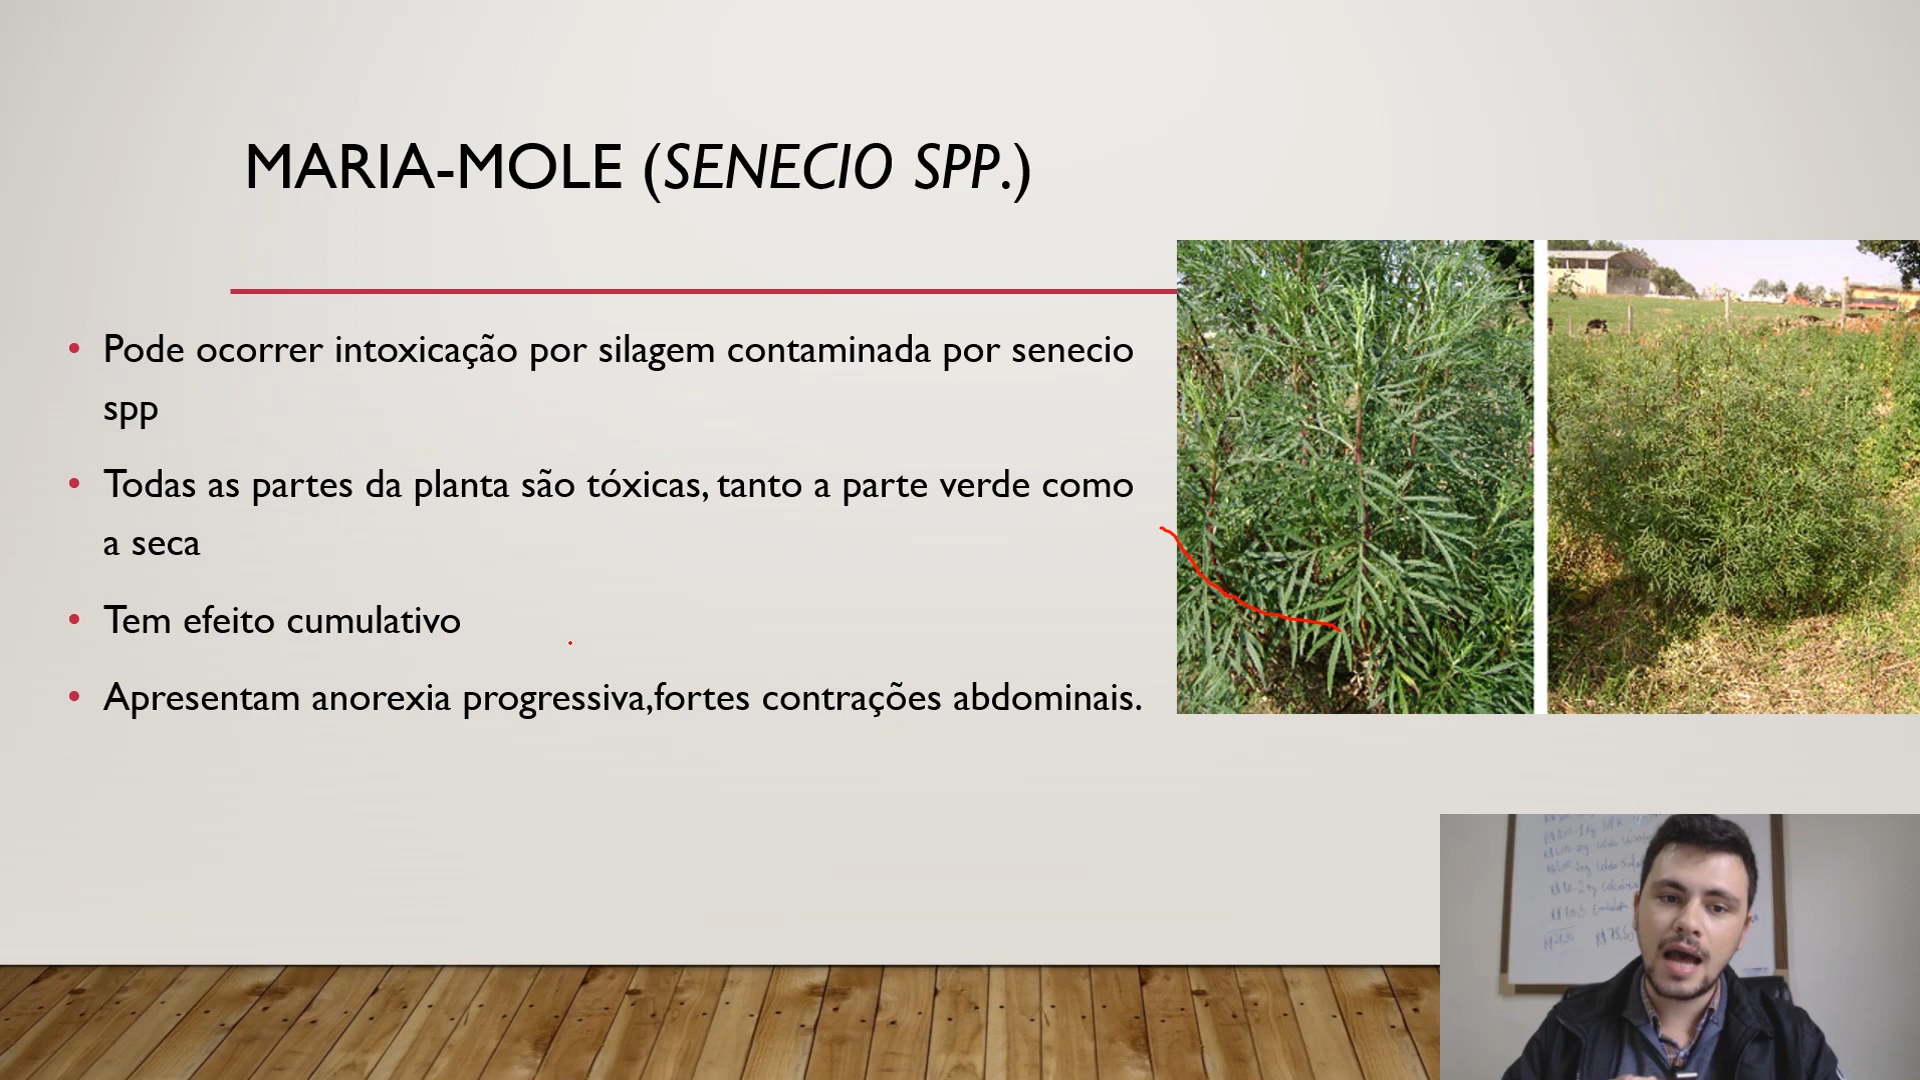 MARIA-MOLE (SENECIO SPP.)
• Pode ocorrer intoxicação por silagem contaminada por senecio
spp
• Todas as partes da planta são tóxicas, tanto a parte verde como
a seca
• Tem efeito cumulativo
• Apresentam anorexia progressiva,fortes contrações abdominais.